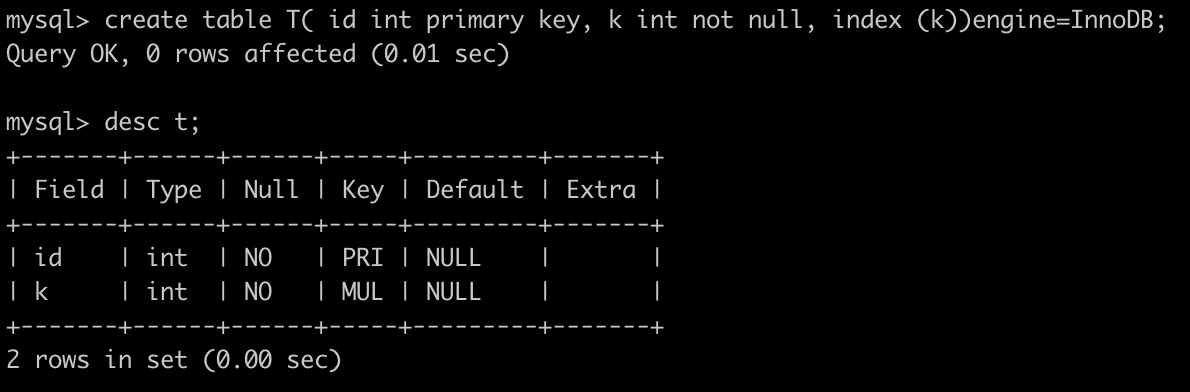 mysql> create table T( id int primary key, k int not null, index (k))engine=InnoDB;
Query OK, 0 rows affected (0.01 sec)
mysql> desc t;
+-------+------+------+-----+---------+-------+
| Field | Type | Null | Key | Default | Extra |
+-------+------+------+-----+---------+-------+
| id    | int  | NO   | PRI | NULL    |       |
| k     | int  | NO   | MUL | NULL    |       |
+-------+------+------+-----+---------+-------+
2 rows in set (0.00 sec)